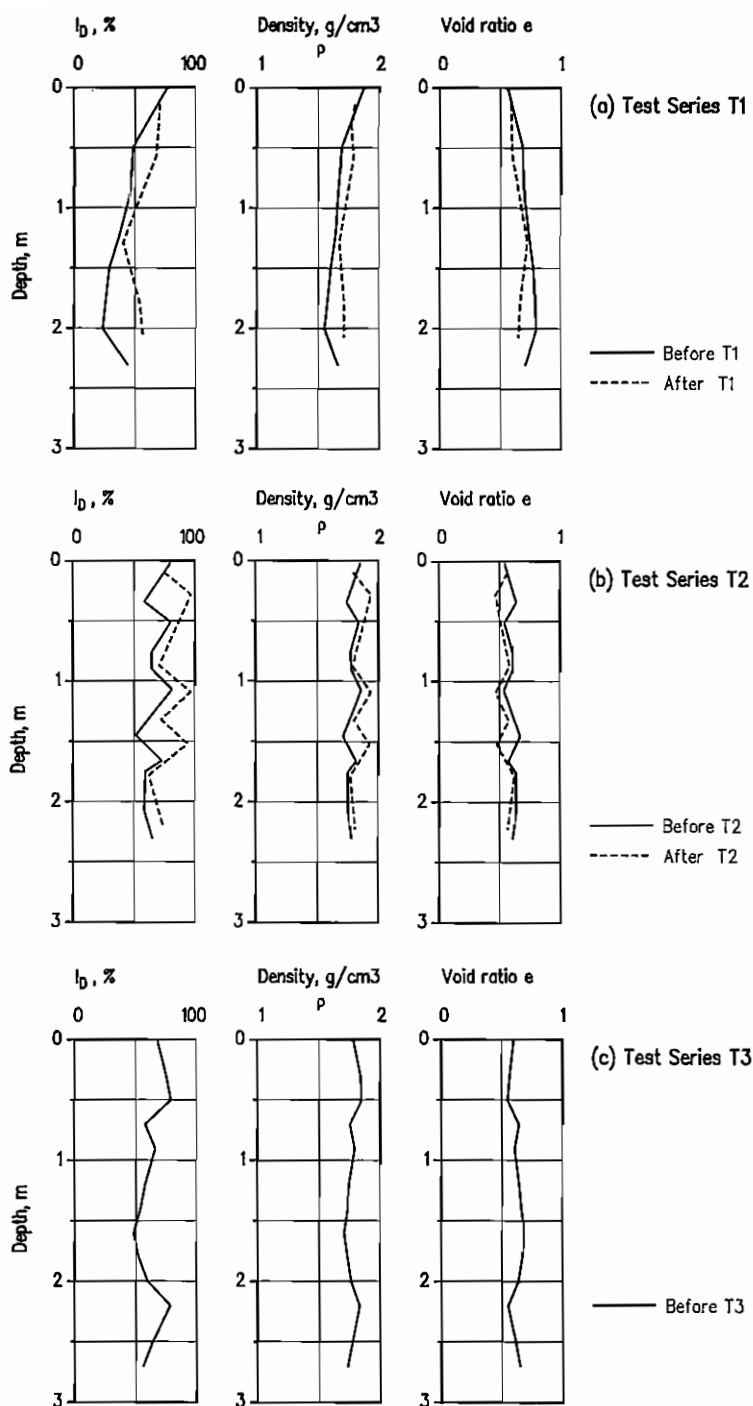 I_D , %   Density, g/cm3   Void ratio e
ρ
0 100   1 2   0 1
0
1
2
3
Depth, m
(a) Test Series T1
Before T1
After T1
I_D , %   Density, g/cm3   Void ratio e
ρ
0 100   1 2   0 1
0
1
2
3
Depth, m
(b) Test Series T2
Before T2
After T2
I_D , %   Density, g/cm3   Void ratio e
ρ
0 100   1 2   0 1
0
1
2
3
Depth, m
(c) Test Series T3
Before T3